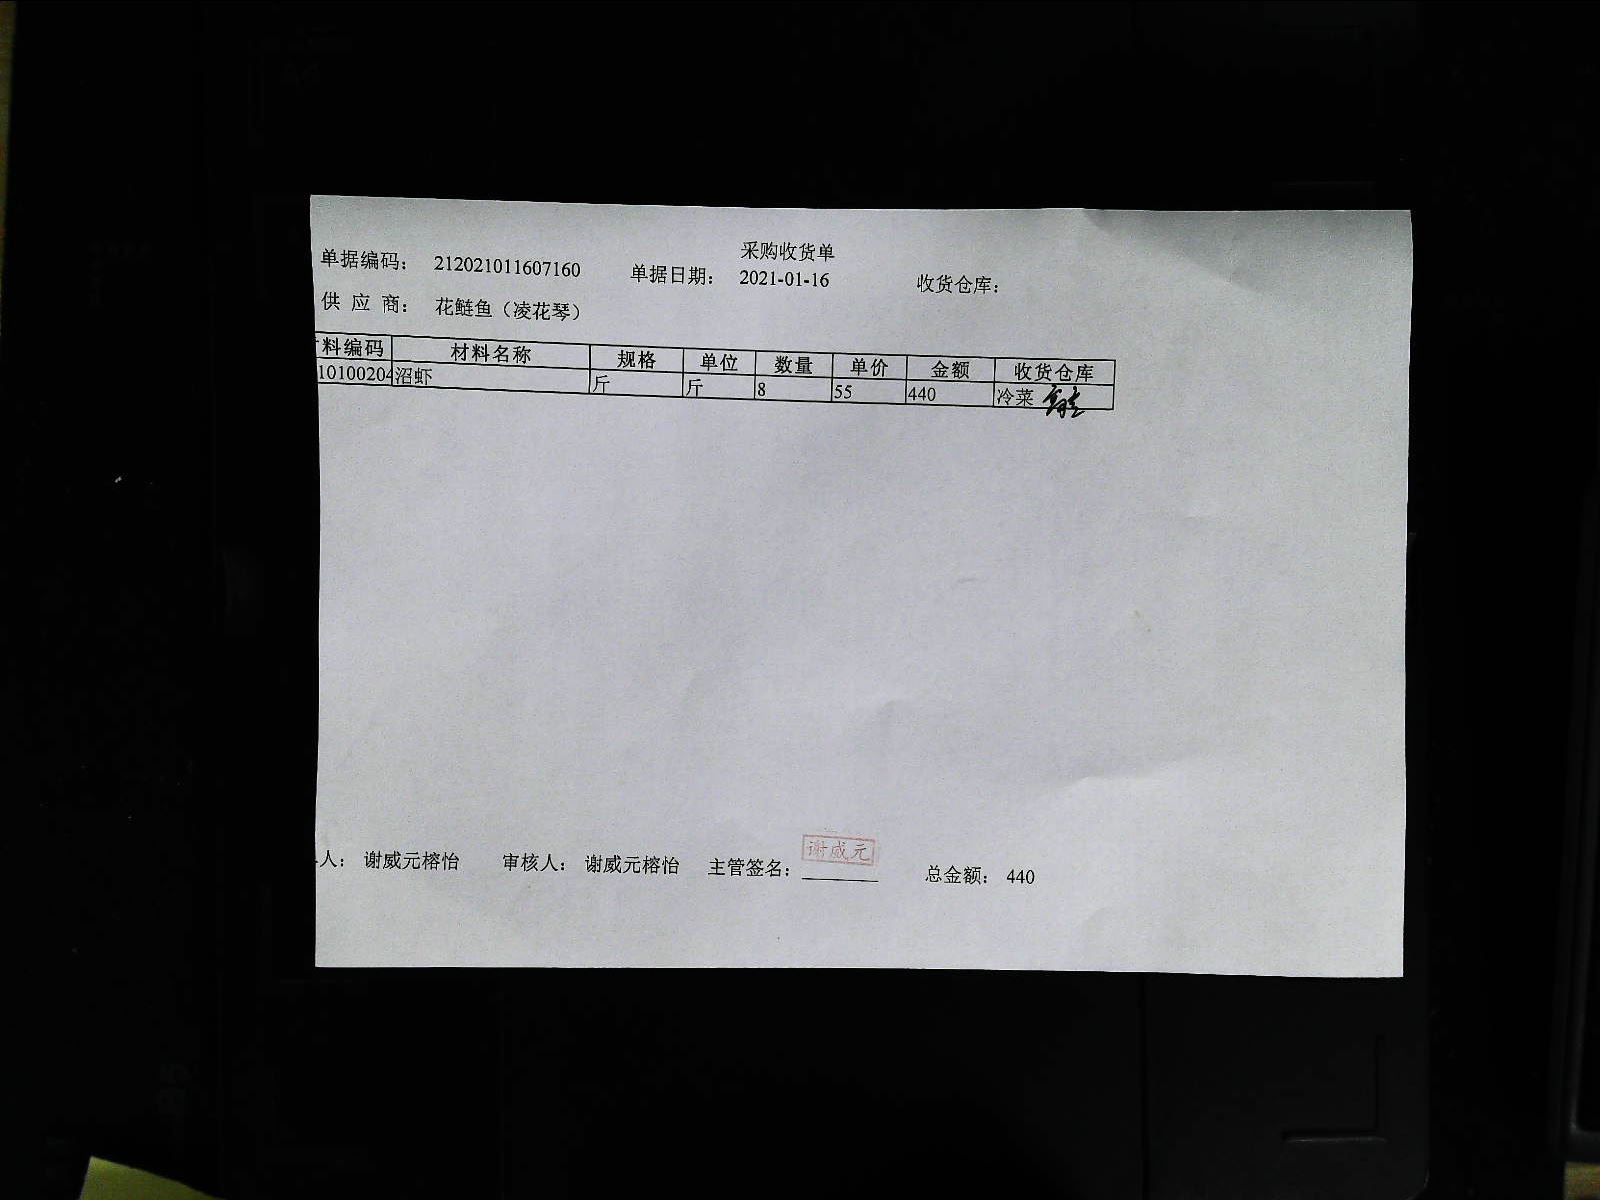 采购收货单
单据编码： 212021011607160 单据日期： 2021-01-16 收货仓库：
供 应 商： 花鲢鱼（凌花琴）
料编码 材料名称 规格 单位 数量 单价 金额 收货仓库
10100204 沼虾 斤 斤 8 55 440 冷菜
人： 谢威元榕怡 审核人： 谢威元榕怡 主管签名： 谢威元 总金额： 440